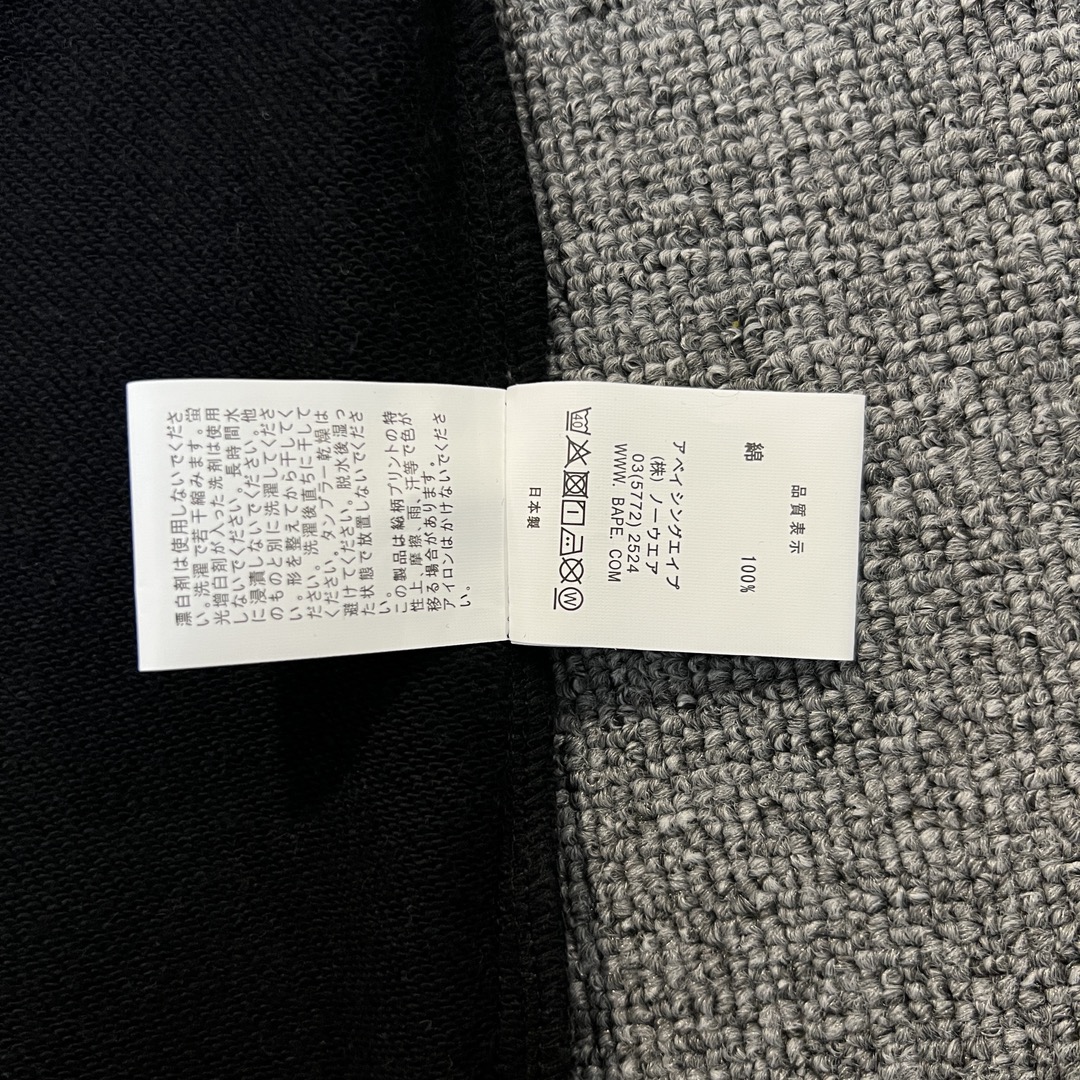 品質表示
綿 100%
アベイシングエイプ
(株)ノーウエア
03(5772)2524
WWW. BAPE. COM
40 W
日本製
漂白剤は使用しないでくださ
い。洗濯で若干縮みます。蛍
光増白剤が入った洗剤は使用
しないでください。長時間水
に浸漬しないでください。他
のものと別に洗濯してくださ
い。形を整えてから干してく
ださい。洗濯後直ちに干して
ください。タンブラー乾燥は
避けてください。脱水後湿っ
た状態で放置しないでくださ
い。
この製品は総柄プリントの特
性上、摩擦、雨、汗等で色が
移る場合があります。
アイロンはかけないでくださ
い。